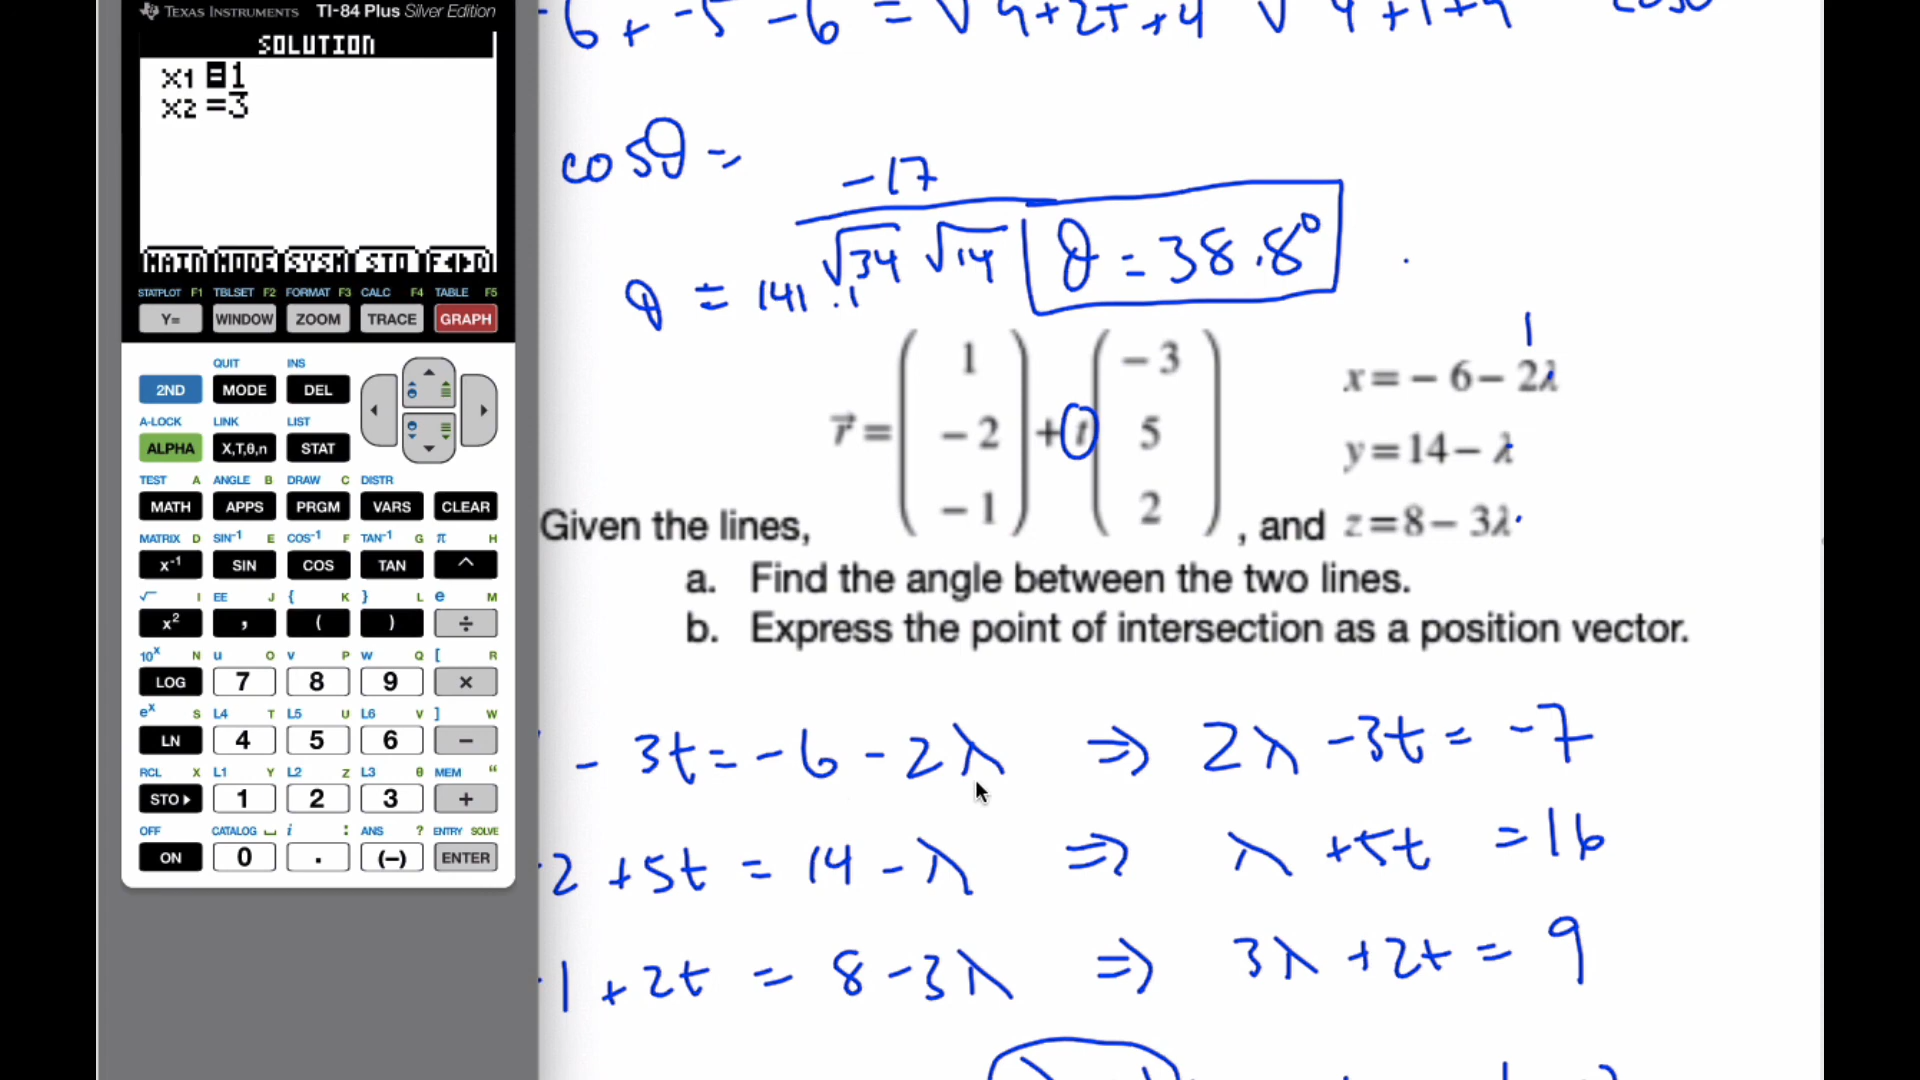 TEXAS INSTRUMENTS TI-84 Plus Silver Edition
SOLUTION
x1 =1
x2 =3
MAIN MODE SYSM STO F◄►D
STATPLOT F1 TBLSET F2 FORMAT F3 CALC F4 TABLE F5
Y= WINDOW ZOOM TRACE GRAPH
QUIT INS
2ND MODE DEL
A-LOCK LINK LIST
ALPHA X,T,θ,n STAT
TEST A ANGLE B DRAW C DISTR
MATH APPS PRGM VARS CLEAR
MATRIX D SIN-1 E COS-1 F TAN-1 G π H
x-1 SIN COS TAN ^
√ I EE J { K } L e M
x2 , ( ) ÷
10x N u O v P w Q [ R
LOG 7 8 9 ×
ex S L4 T L5 U L6 V ] W
LN 4 5 6 −
RCL X L1 Y L2 Z L3 θ MEM "
STO► 1 2 3 +
OFF CATALOG ⎵ i : ANS ? ENTRY SOLVE
ON 0 . (−) ENTER
-6 + -5 -6 = √
cosθ =
-17
√34 √14
θ = 141.1
θ = 38.8°
1
r⃗ = ( 1 -2 -1 ) + t ( -3 5 2 )
x = -6 - 2λ
y = 14 - λ
z = 8 - 3λ
Given the lines, , and
a. Find the angle between the two lines.
b. Express the point of intersection as a position vector.
- 3t = -6 - 2λ ⇒ 2λ - 3t = -7
-2 + 5t = 14 - λ ⇒ λ + 5t = 16
-1 + 2t = 8 - 3λ ⇒ 3λ + 2t = 9